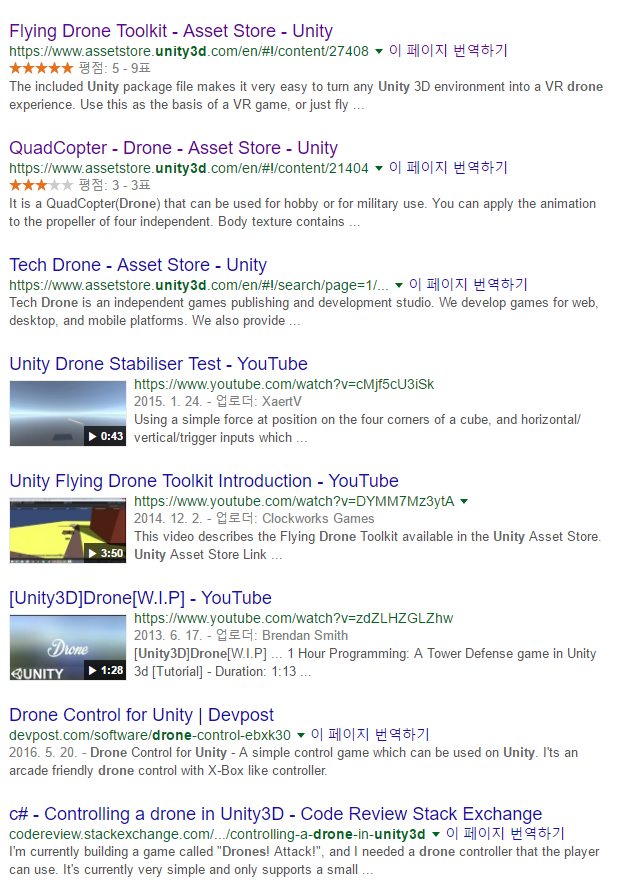 Flying Drone Toolkit - Asset Store - Unity
https://www.assetstore.unity3d.com/en/#!/content/27408 ▼ 이 페이지 번역하기
★★★★★ 평점: 5 - 9표
The included Unity package file makes it very easy to turn any Unity 3D environment into a VR drone
experience. Use this as the basis of a VR game, or just fly ...
QuadCopter - Drone - Asset Store - Unity
https://www.assetstore.unity3d.com/en/#!/content/21404 ▼ 이 페이지 번역하기
★★★★★ 평점: 3 - 3표
It is a QuadCopter(Drone) that can be used for hobby or for military use. You can apply the animation
to the propeller of four independent. Body texture contains ...
Tech Drone - Asset Store - Unity
https://www.assetstore.unity3d.com/en/#!/search/page=1/... ▼ 이 페이지 번역하기
Tech Drone is an independent games publishing and development studio. We develop games for web,
desktop, and mobile platforms. We also provide ...
Unity Drone Stabiliser Test - YouTube
https://www.youtube.com/watch?v=cMjf5cU3iSk
2015. 1. 24. - 업로더: XaertV
Using a simple force at position on the four corners of a cube, and horizontal/
vertical/trigger inputs which ...
▶ 0:43
Unity Flying Drone Toolkit Introduction - YouTube
https://www.youtube.com/watch?v=DYMM7Mz3ytA ▼
2014. 12. 2. - 업로더: Clockworks Games
This video describes the Flying Drone Toolkit available in the Unity Asset Store.
Unity Asset Store Link ...
▶ 3:50
[Unity3D]Drone[W.I.P] - YouTube
https://www.youtube.com/watch?v=zdZLHZGLZhw
2013. 6. 17. - 업로더: Brendan Smith
[Unity3D]Drone[W.I.P] ... 1 Hour Programming: A Tower Defense game in Unity
3d [Tutorial] - Duration: 1:13 ...
Drone
UNITY
▶ 1:28
Drone Control for Unity | Devpost
devpost.com/software/drone-control-ebxk30 ▼ 이 페이지 번역하기
2016. 5. 20. - Drone Control for Unity - A simple control game which can be used on Unity. I'ts an
arcade friendly drone control with X-Box like controller.
c# - Controlling a drone in Unity3D - Code Review Stack Exchange
codereview.stackexchange.com/.../controlling-a-drone-in-unity3d ▼ 이 페이지 번역하기
I'm currently building a game called "Drones! Attack!", and I needed a drone controller that the player
can use. It's currently very simple and only supports a small ...